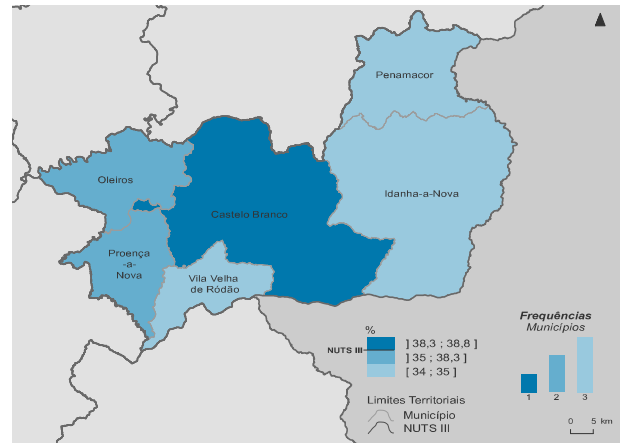 Penamacor
Oleiros
Idanha-a-Nova
Castelo Branco
Proença
-a-
Nova
Vila Velha
de Ródão
%
NUTS III
] 38,3 ; 38,8 ]
] 35 ; 38,3 ]
[ 34 ; 35 ]
Limites Territoriais
Município
NUTS III
Frequências
Municípios
1 2 3
0 5 km